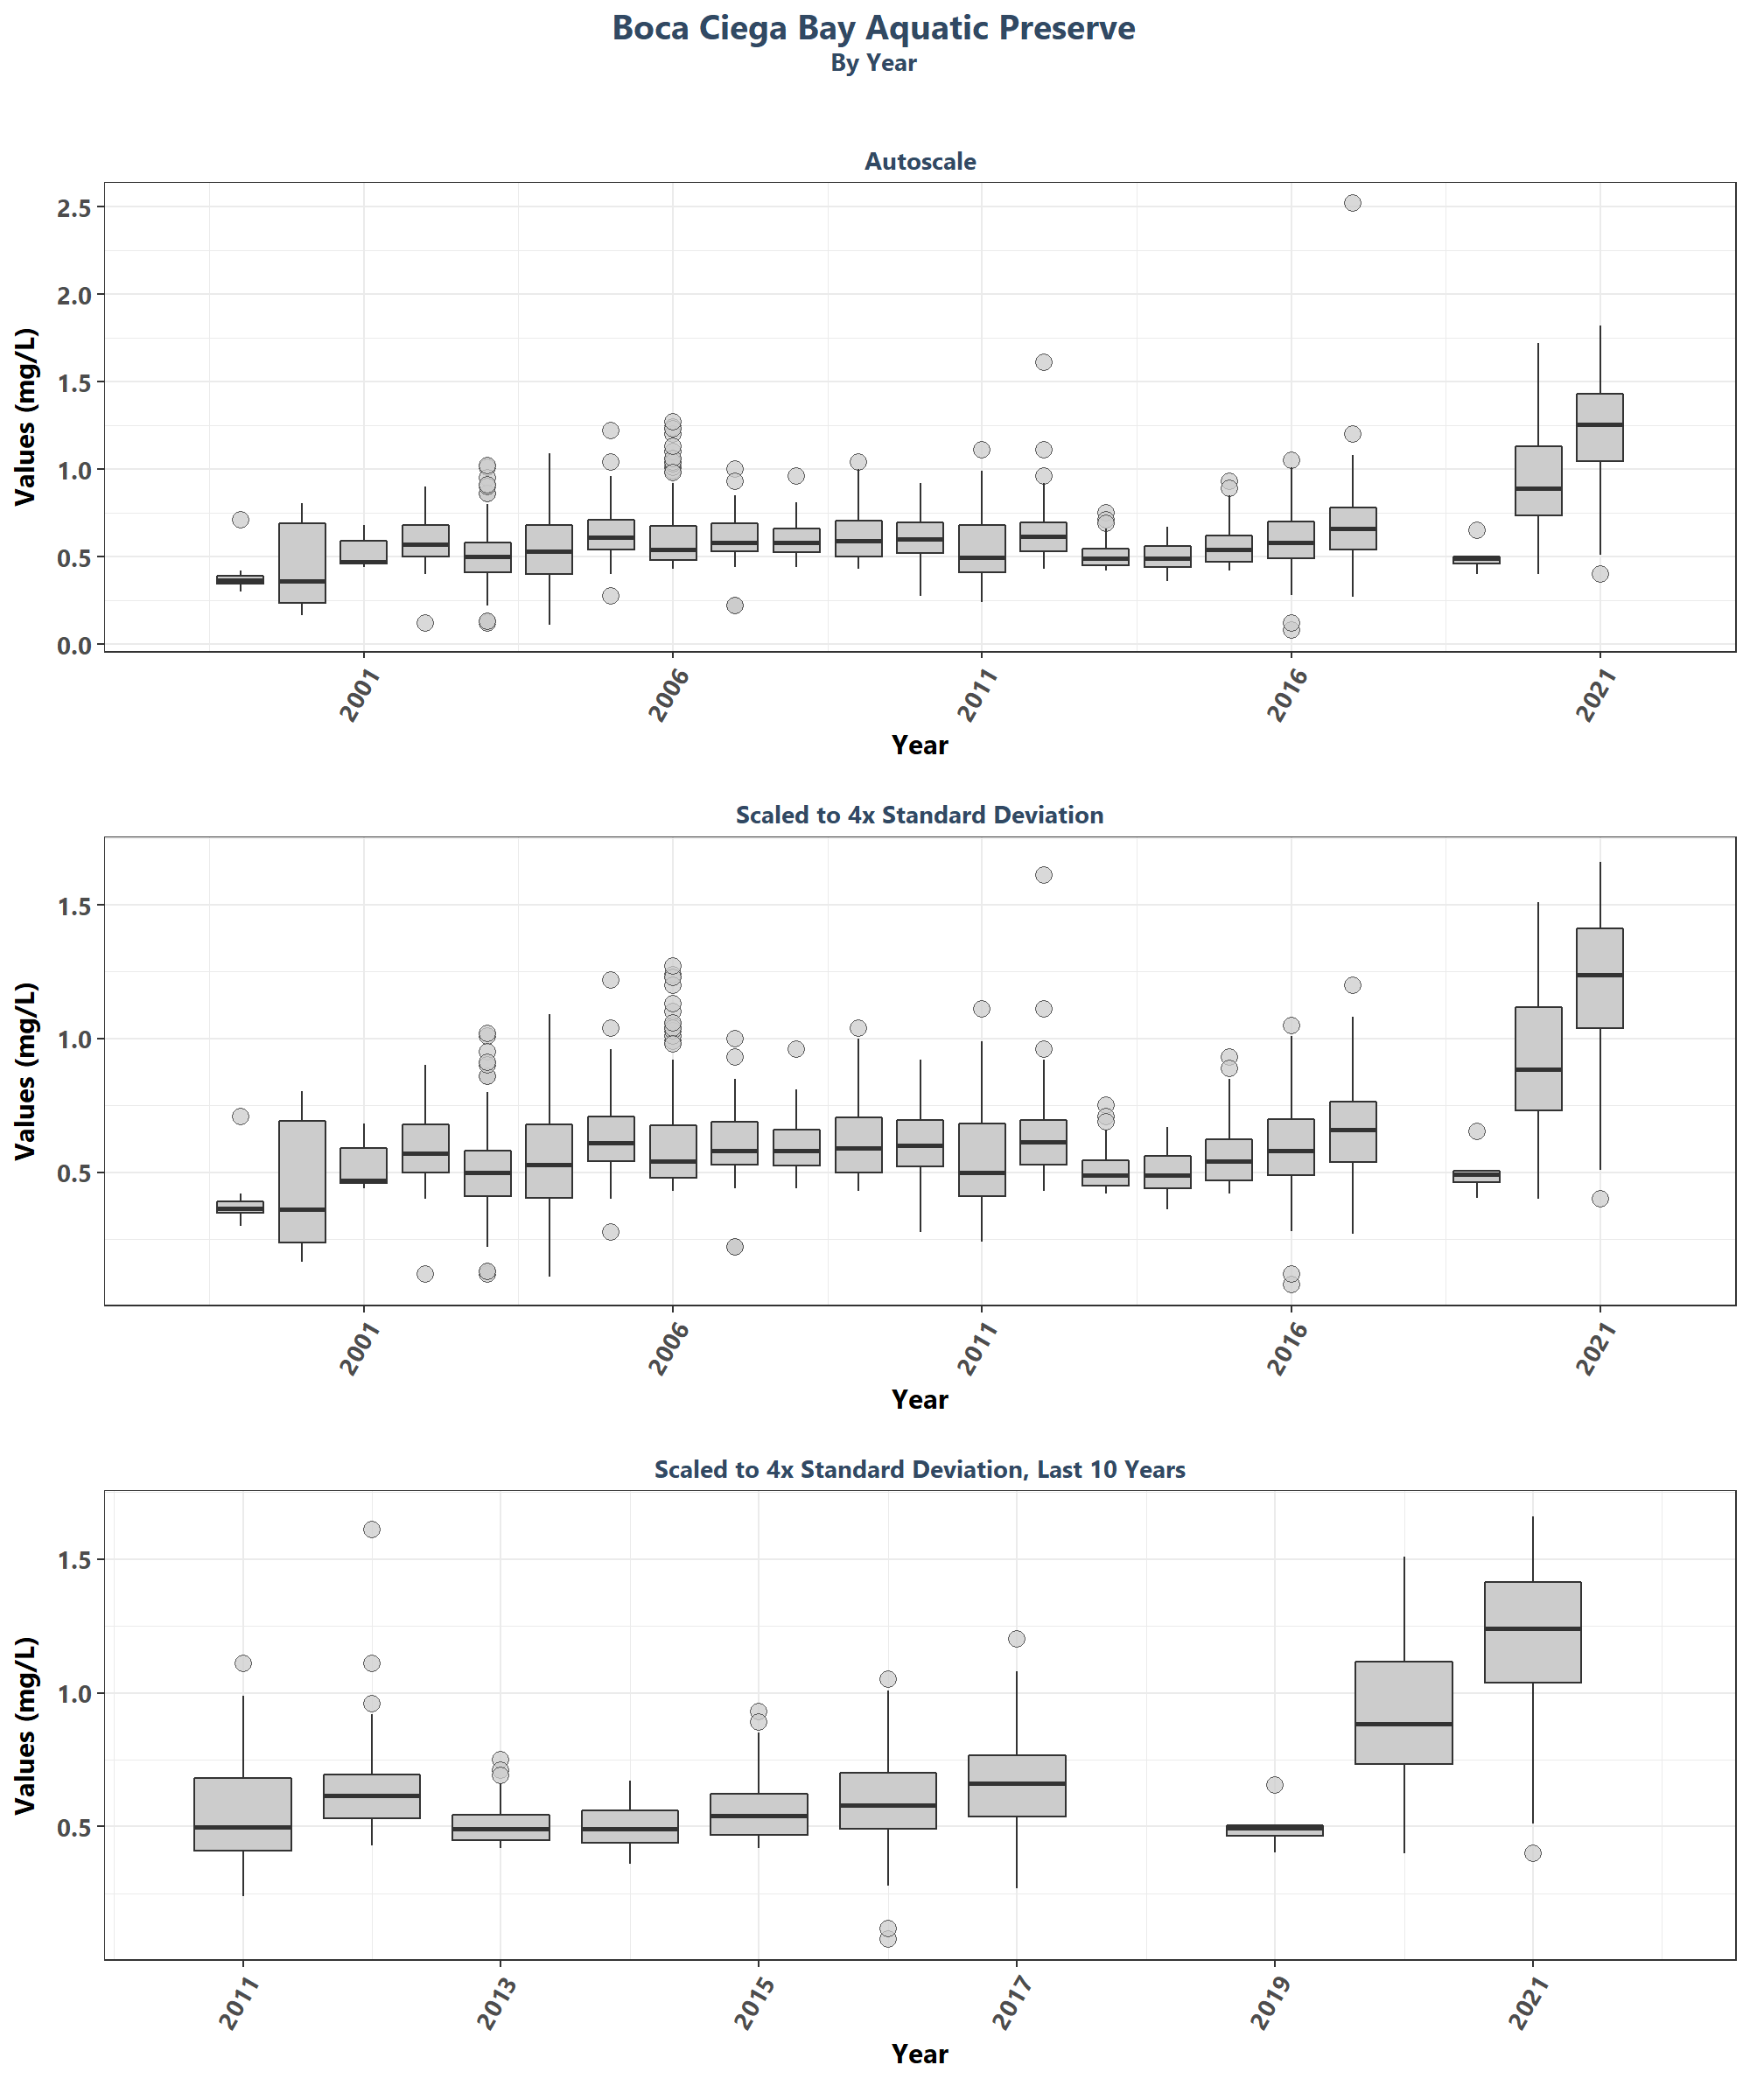 Boca Ciega Bay Aquatic Preserve
By Year
Autoscale
Values (mg/L)
2.5
2.0
1.5
1.0
0.5
0.0
2001 2006 2011 2016 2021
Year
Scaled to 4x Standard Deviation
Values (mg/L)
1.5
1.0
0.5
2001 2006 2011 2016 2021
Year
Scaled to 4x Standard Deviation, Last 10 Years
Values (mg/L)
1.5
1.0
0.5
2011 2013 2015 2017 2019 2021
Year